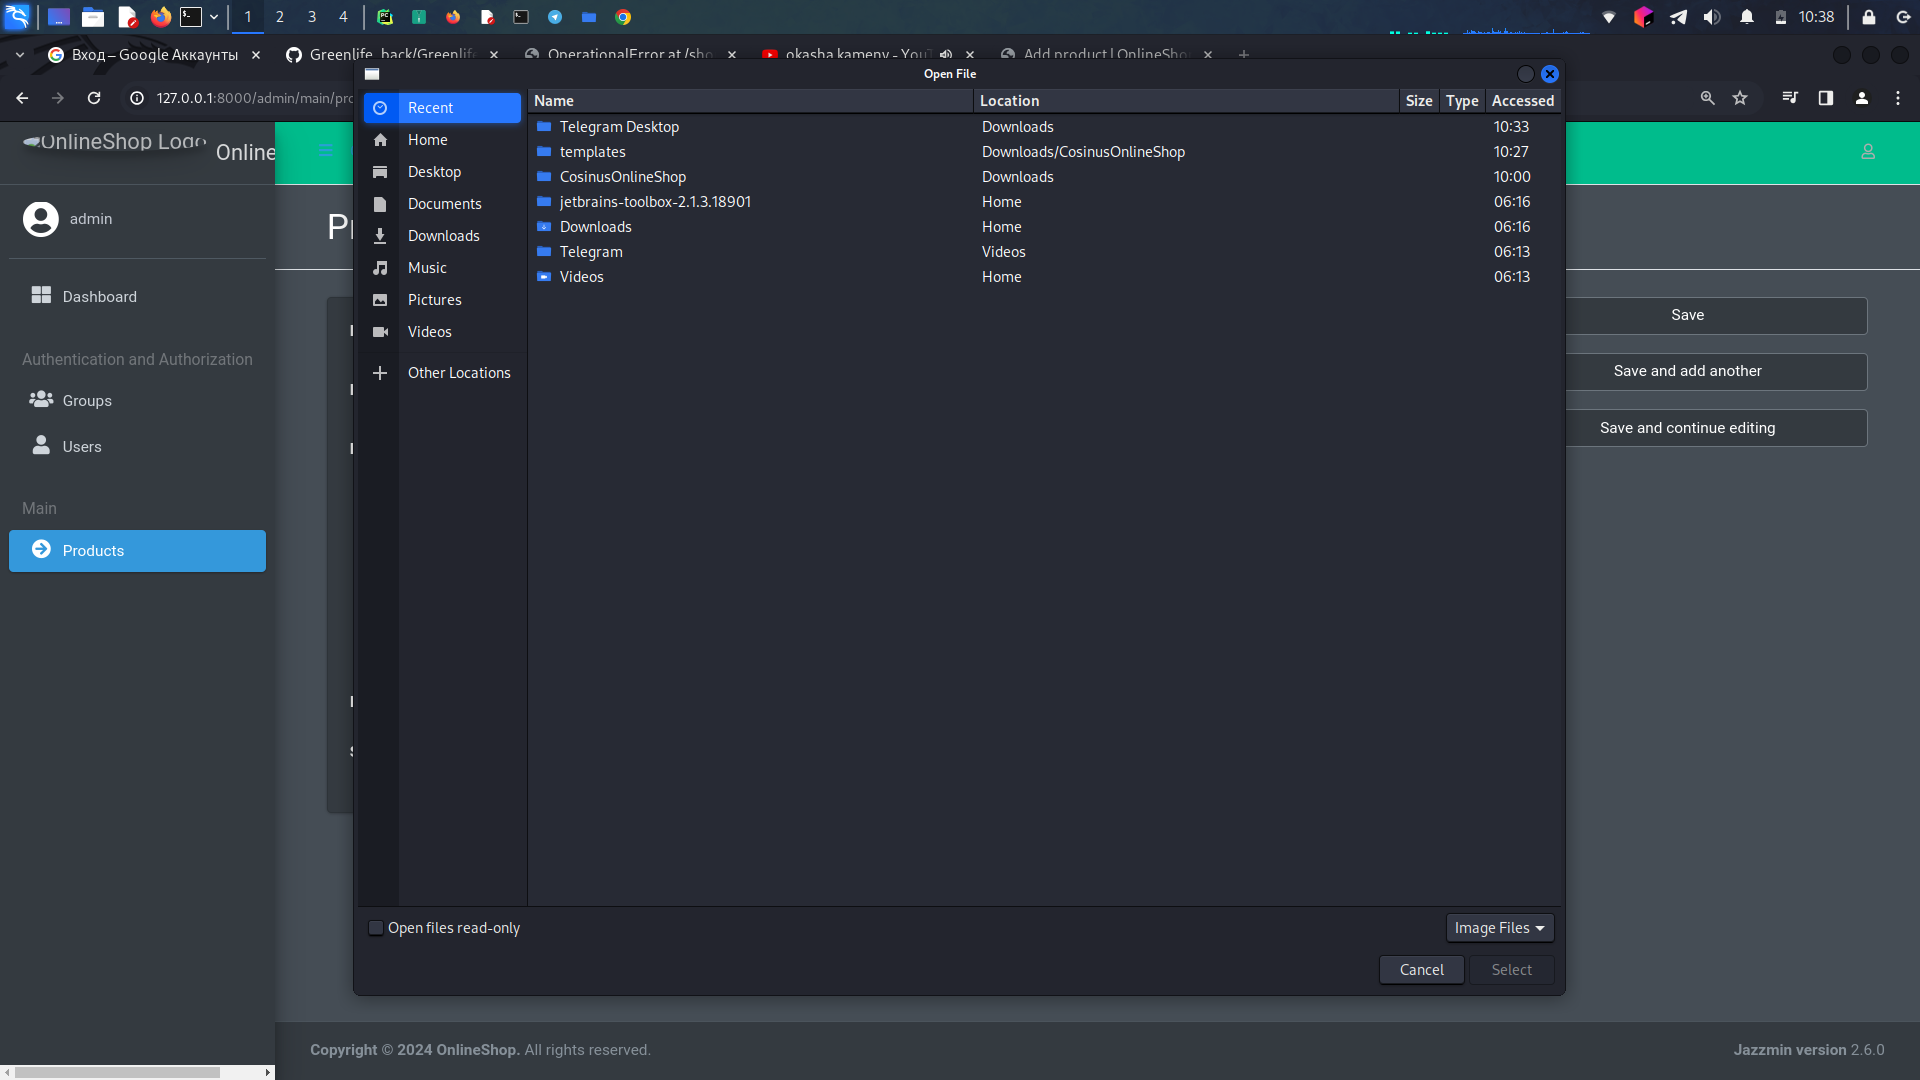 1 2 3 4 10:38
Вход – Google Аккаунты Greenlife_back/Greenlife OperationalError at /sho okasha kameny - YouT Add product | OnlineSho
127.0.0.1:8000/admin/main/pro
Open File
Recent
Home
Desktop
Documents
Downloads
Music
Pictures
Videos
Other Locations
Name Location Size Type Accessed
Telegram Desktop Downloads 10:33
templates Downloads/CosinusOnlineShop 10:27
CosinusOnlineShop Downloads 10:00
jetbrains-toolbox-2.1.3.18901 Home 06:16
Downloads Home 06:16
Telegram Videos 06:13
Videos Home 06:13
Open files read-only
Image Files
Cancel Select
OnlineShop Logo Online
admin
Dashboard
Authentication and Authorization
Groups
Users
Main
Products
Save
Save and add another
Save and continue editing
Copyright © 2024 OnlineShop. All rights reserved.
Jazzmin version 2.6.0